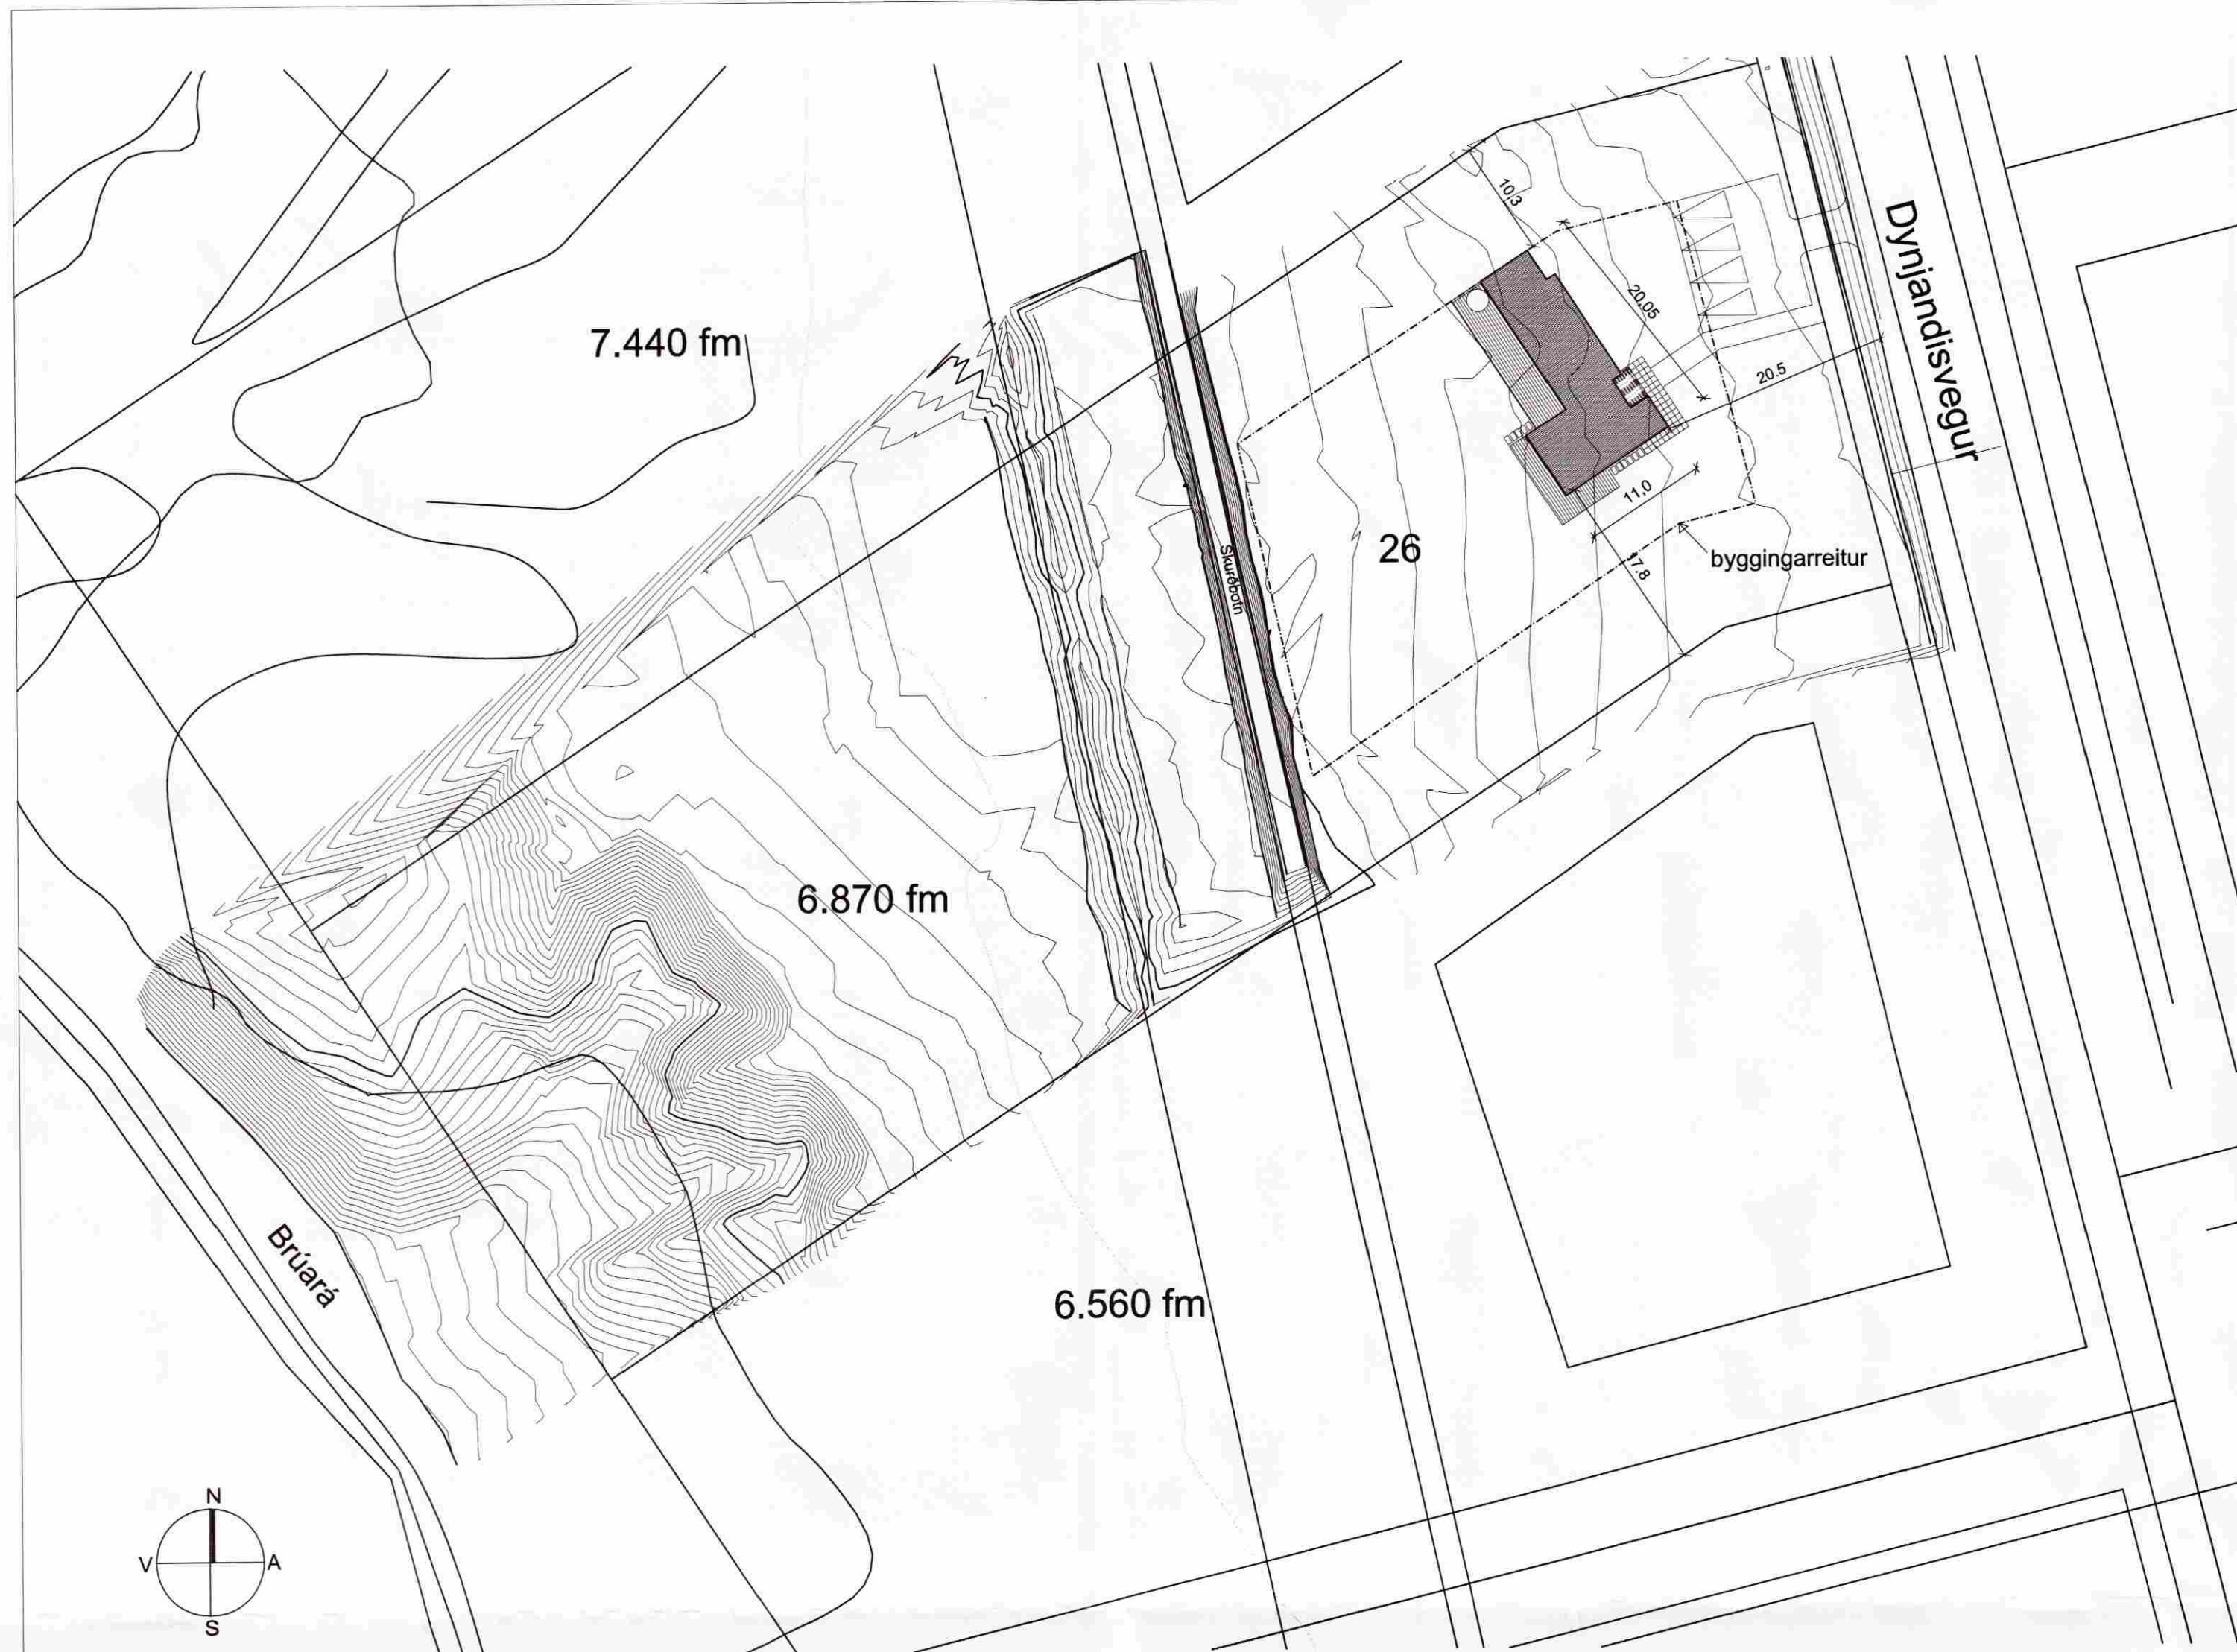 10,3
Dynjandisvegur
20,05
7.440 fm
20.5
11,0
26
byggingarreitur
Skurðbotn
17.8
6.870 fm
Brúará
6.560 fm
N
V
A
S